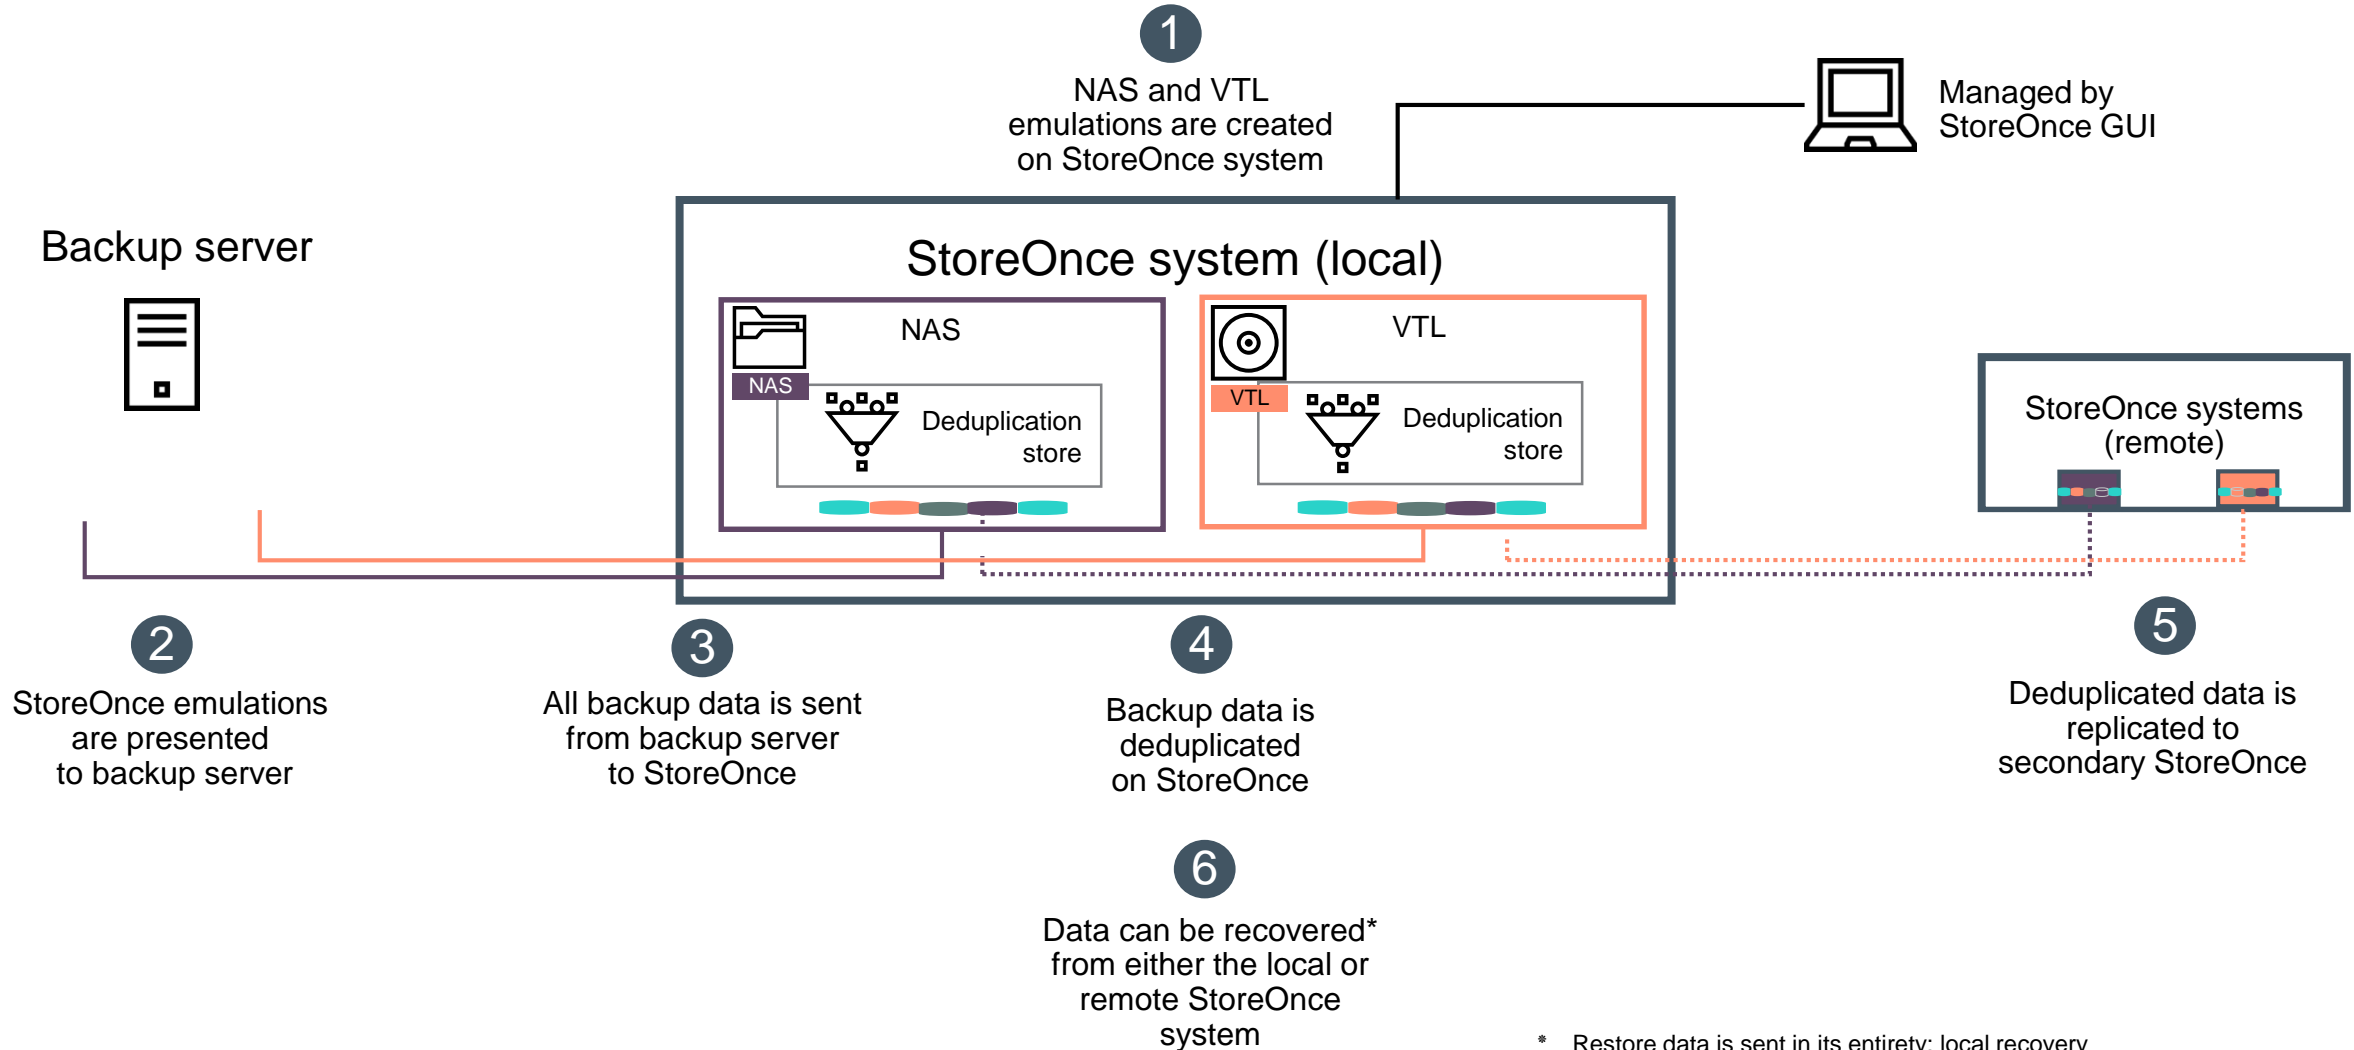 1
NAS and VTL
emulations are created
on StoreOnce system
Managed by
StoreOnce GUI
Backup server
StoreOnce system (local)
NAS
NAS
Deduplication
store
VTL
VTL
Deduplication
store
StoreOnce systems
(remote)
2
StoreOnce emulations
are presented
to backup server
3
All backup data is sent
from backup server
to StoreOnce
4
Backup data is
deduplicated
on StoreOnce
5
Deduplicated data is
replicated to
secondary StoreOnce
6
Data can be recovered*
from either the local or
remote StoreOnce
system
* Restore data is sent in its entirety; local recovery